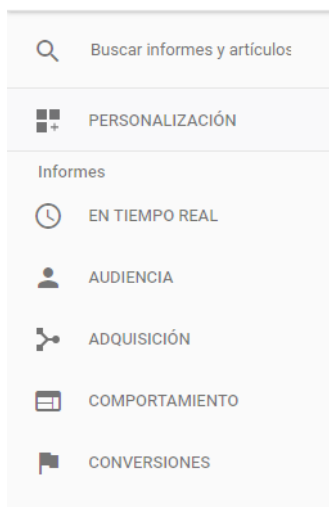 Buscar informes y artículos
PERSONALIZACIÓN
Informes
EN TIEMPO REAL
AUDIENCIA
ADQUISICIÓN
COMPORTAMIENTO
CONVERSIONES